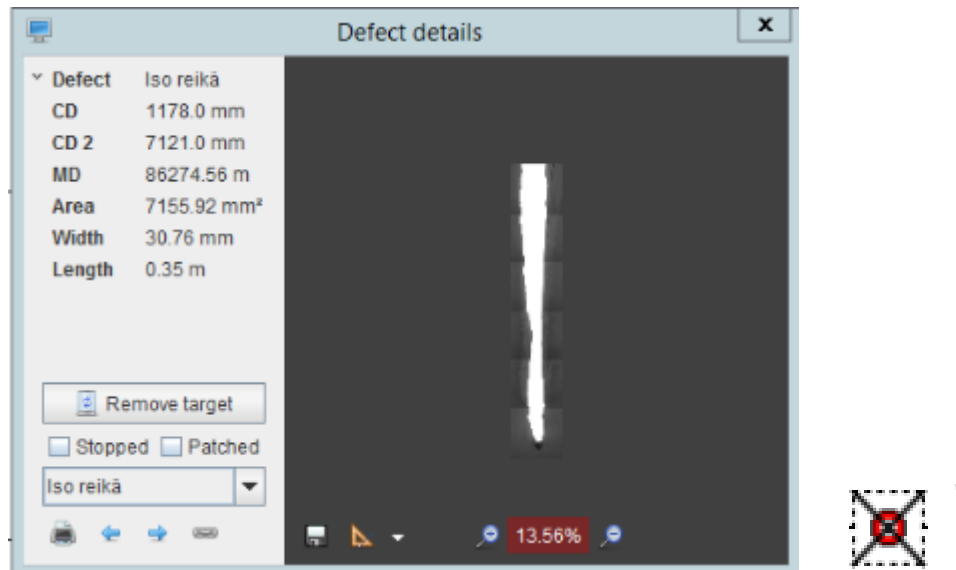 Defect details
Defect Iso reikä
CD 1178.0 mm
CD 2 7121.0 mm
MD 86274.56 m
Area 7155.92 mm²
Width 30.76 mm
Length 0.35 m
Remove target
Stopped Patched
Iso reikä
13.56%